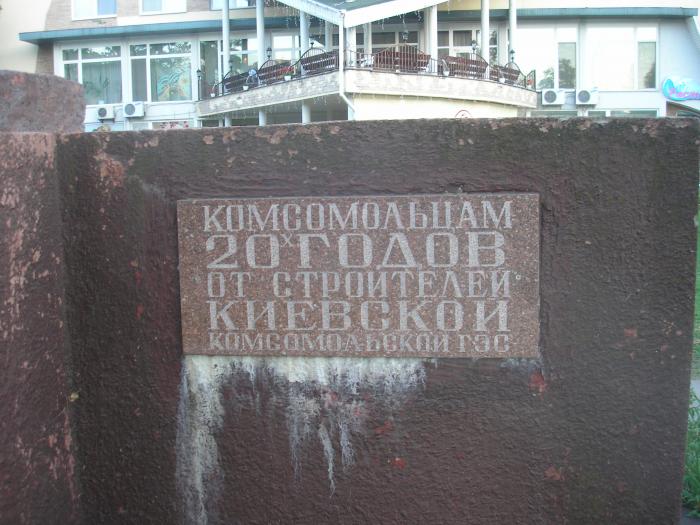 КОМСОМОЛЬЦАМ
20Х ГОДОВ
ОТ СТРОИТЕЛЕЙ
КИЕВСКОЙ
КОМСОМОЛЬСКОЙ ГЭС